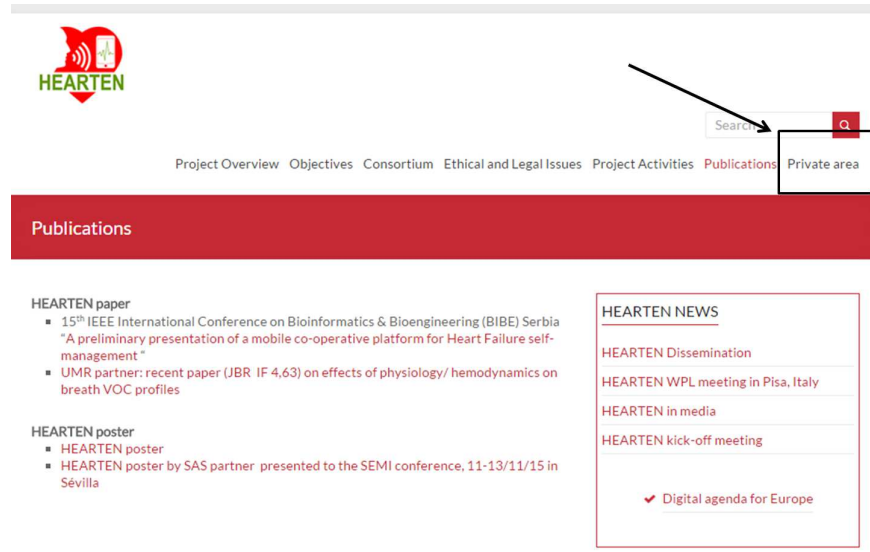 HEARTEN
Search
Project Overview Objectives Consortium Ethical and Legal Issues Project Activities Publications Private area
Publications
HEARTEN paper
15th IEEE International Conference on Bioinformatics & Bioengineering (BIBE) Serbia
"A preliminary presentation of a mobile co-operative platform for Heart Failure self-
management "
UMR partner: recent paper (JBR IF 4,63) on effects of physiology/ hemodynamics on
breath VOC profiles
HEARTEN poster
HEARTEN poster
HEARTEN poster by SAS partner presented to the SEMI conference, 11-13/11/15 in
Sévilla
HEARTEN NEWS
HEARTEN Dissemination
HEARTEN WPL meeting in Pisa, Italy
HEARTEN in media
HEARTEN kick-off meeting
Digital agenda for Europe